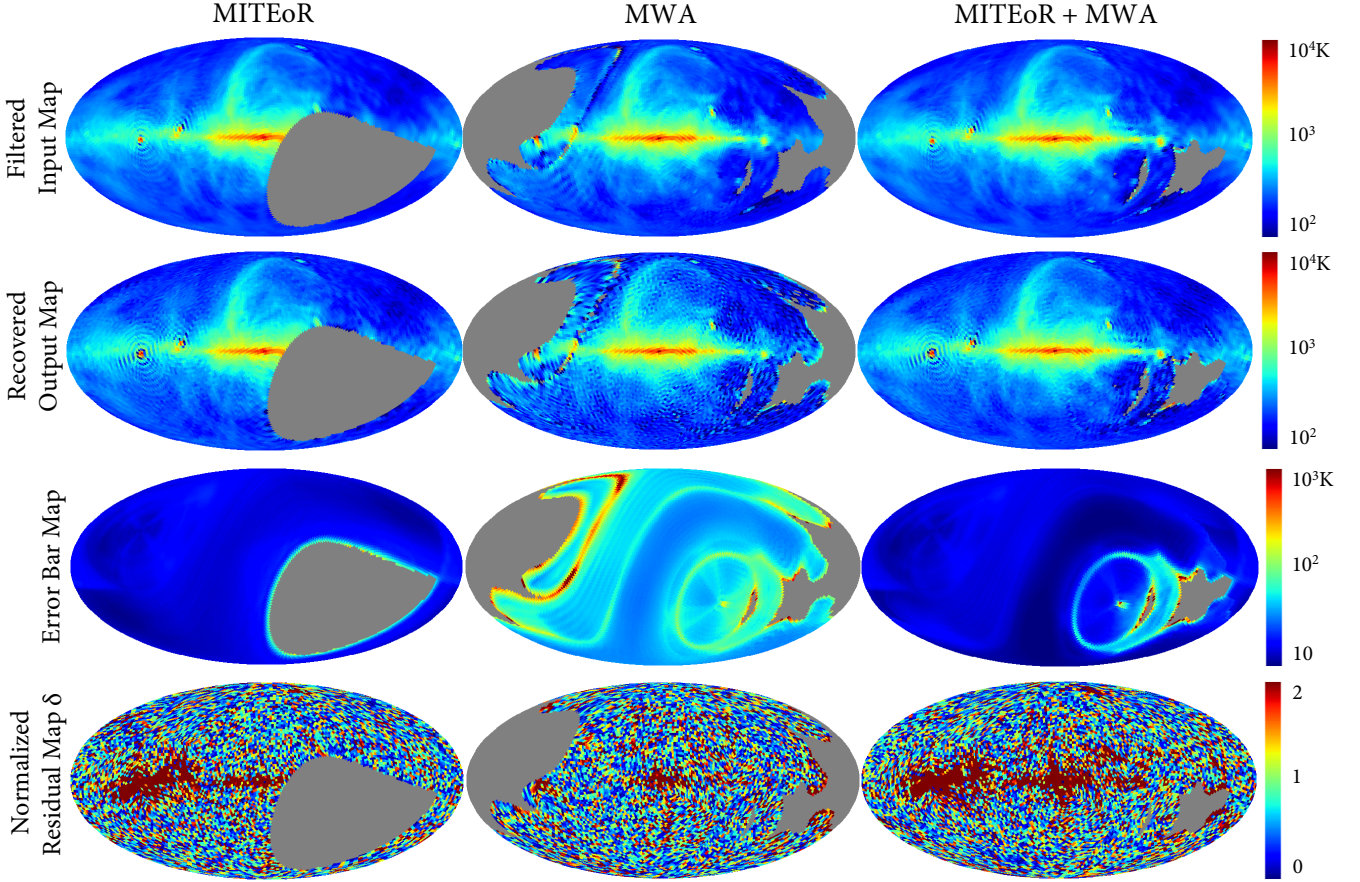 MITEoR MWA MITEoR + MWA
Filtered
Input Map
10⁴K
10³
10²
Recovered
Output Map
10⁴K
10³
10²
Error Bar Map
10³K
10²
10
Normalized
Residual Map δ
2
1
0